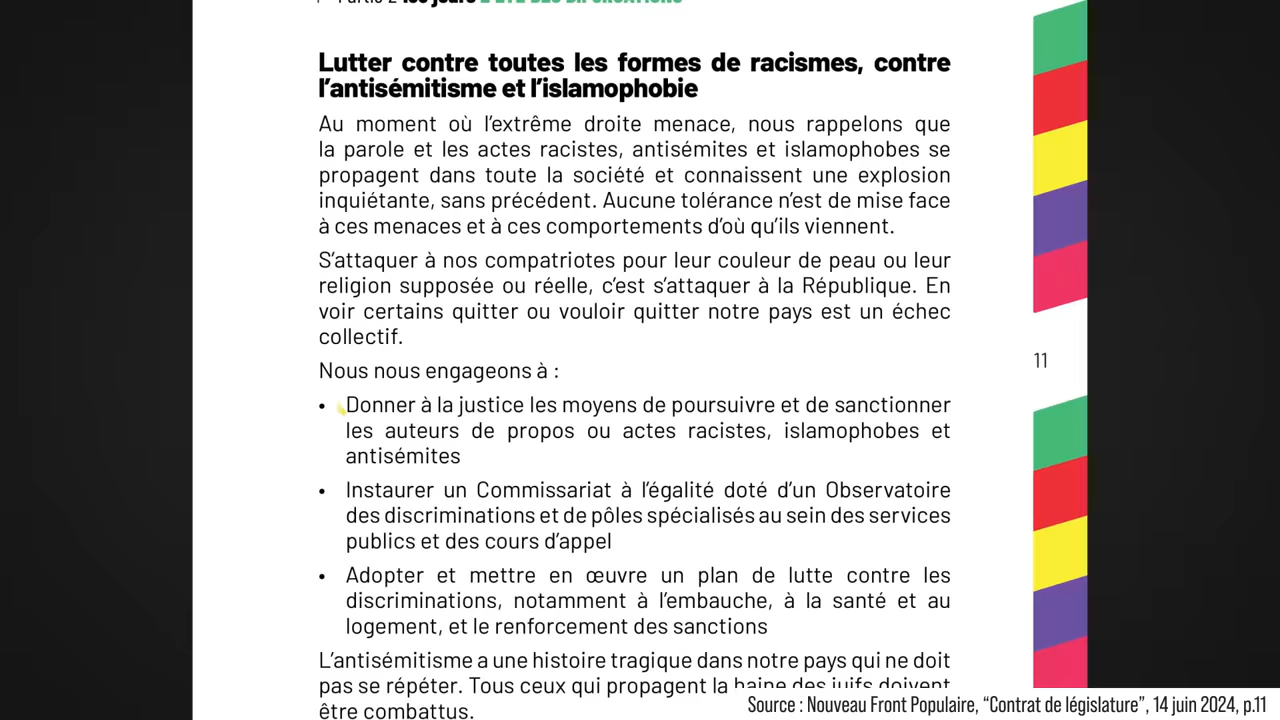 Partie 2 100 jours L'ÉTÉ DES BIFURCATIONS
Lutter contre toutes les formes de racismes, contre
l'antisémitisme et l'islamophobie
Au moment où l'extrême droite menace, nous rappelons que
la parole et les actes racistes, antisémites et islamophobes se
propagent dans toute la société et connaissent une explosion
inquiétante, sans précédent. Aucune tolérance n'est de mise face
à ces menaces et à ces comportements d'où qu'ils viennent.
S'attaquer à nos compatriotes pour leur couleur de peau ou leur
religion supposée ou réelle, c'est s'attaquer à la République. En
voir certains quitter ou vouloir quitter notre pays est un échec
collectif.
11
Nous nous engageons à :
• Donner à la justice les moyens de poursuivre et de sanctionner
les auteurs de propos ou actes racistes, islamophobes et
antisémites
• Instaurer un Commissariat à l'égalité doté d'un Observatoire
des discriminations et de pôles spécialisés au sein des services
publics et des cours d'appel
• Adopter et mettre en œuvre un plan de lutte contre les
discriminations, notamment à l'embauche, à la santé et au
logement, et le renforcement des sanctions
L'antisémitisme a une histoire tragique dans notre pays qui ne doit
pas se répéter. Tous ceux qui propagent la haine des juifs doivent
être combattus.
Source : Nouveau Front Populaire, “Contrat de législature”, 14 juin 2024, p.11